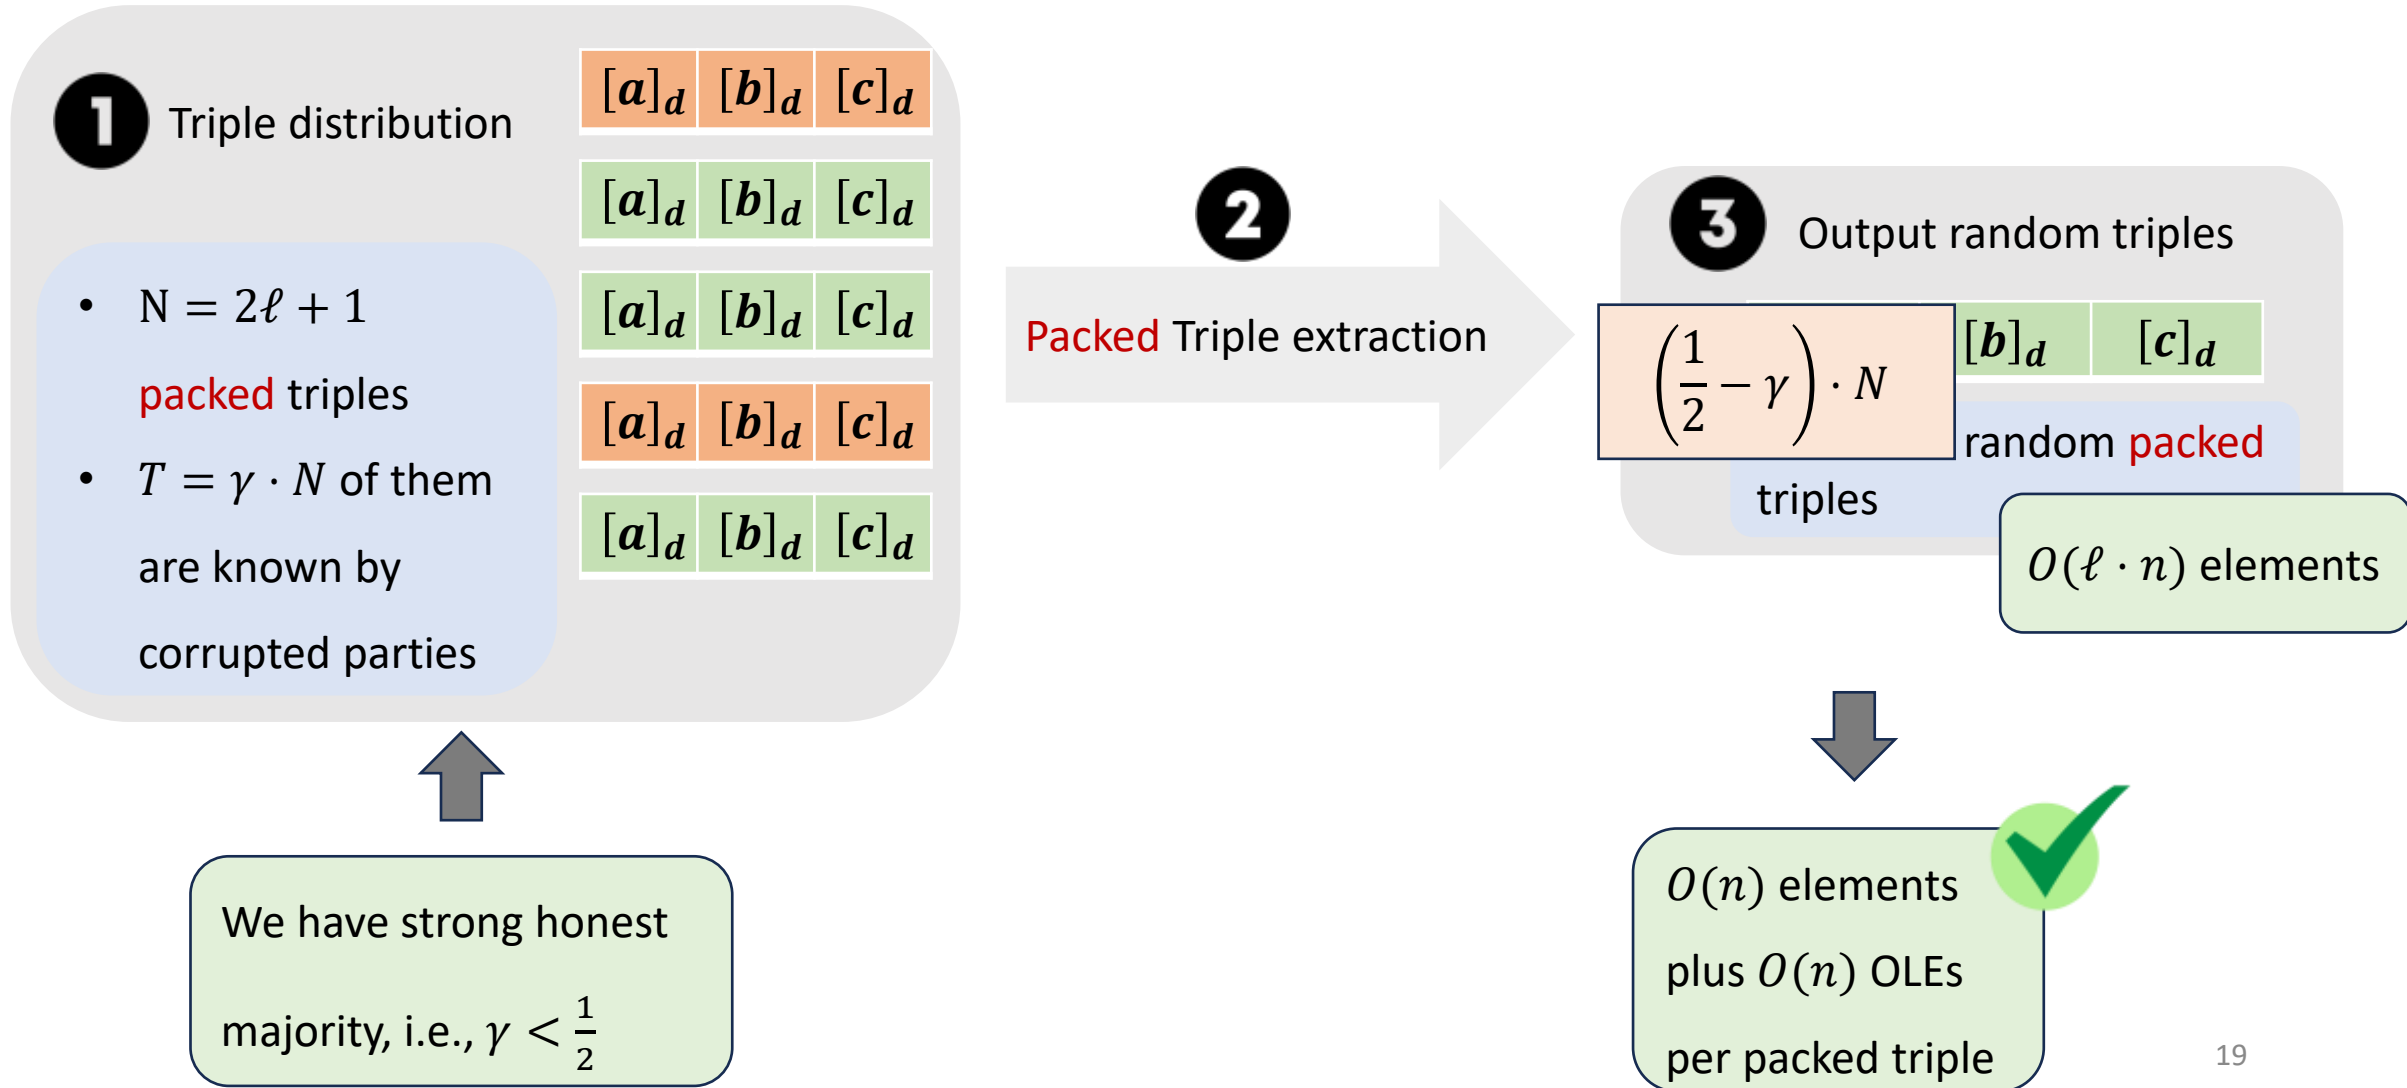 1 Triple distribution
[a]_d [b]_d [c]_d
[a]_d [b]_d [c]_d
[a]_d [b]_d [c]_d
[a]_d [b]_d [c]_d
[a]_d [b]_d [c]_d
• N = 2ℓ + 1
packed triples
• T = γ · N of them
are known by
corrupted parties
We have strong honest
majority, i.e., γ < 1/2
2
Packed Triple extraction
3 Output random triples
[b]_d [c]_d
(1/2 − γ) · N
random packed
triples
O(ℓ · n) elements
O(n) elements
plus O(n) OLEs
per packed triple
19